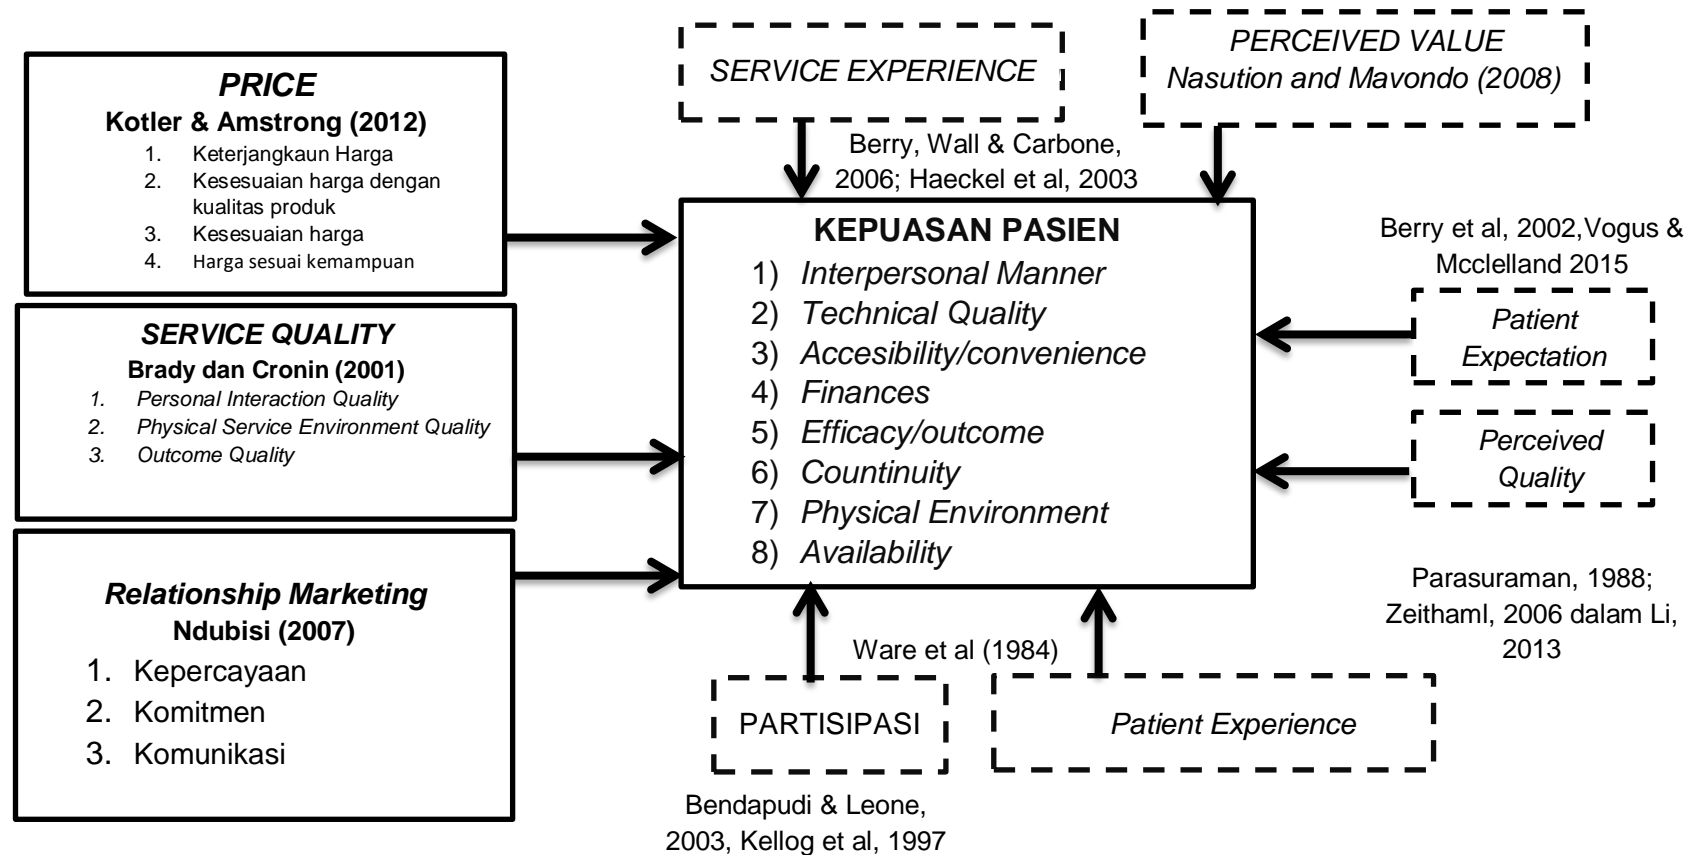 PRICE
Kotler & Amstrong (2012)
1. Keterjangkaun Harga
2. Kesesuaian harga dengan
kualitas produk
3. Kesesuaian harga
4. Harga sesuai kemampuan
SERVICE QUALITY
Brady dan Cronin (2001)
1. Personal Interaction Quality
2. Physical Service Environment Quality
3. Outcome Quality
Relationship Marketing
Ndubisi (2007)
1. Kepercayaan
2. Komitmen
3. Komunikasi
SERVICE EXPERIENCE
Berry, Wall & Carbone,
2006; Haeckel et al, 2003
PERCEIVED VALUE
Nasution and Mavondo (2008)
KEPUASAN PASIEN
1) Interpersonal Manner
2) Technical Quality
3) Accesibility/convenience
4) Finances
5) Efficacy/outcome
6) Countinuity
7) Physical Environment
8) Availability
Ware et al (1984)
Berry et al, 2002,Vogus &
Mcclelland 2015
Patient
Expectation
Perceived
Quality
Parasuraman, 1988;
Zeithaml, 2006 dalam Li,
2013
PARTISIPASI
Bendapudi & Leone,
2003, Kellog et al, 1997
Patient Experience